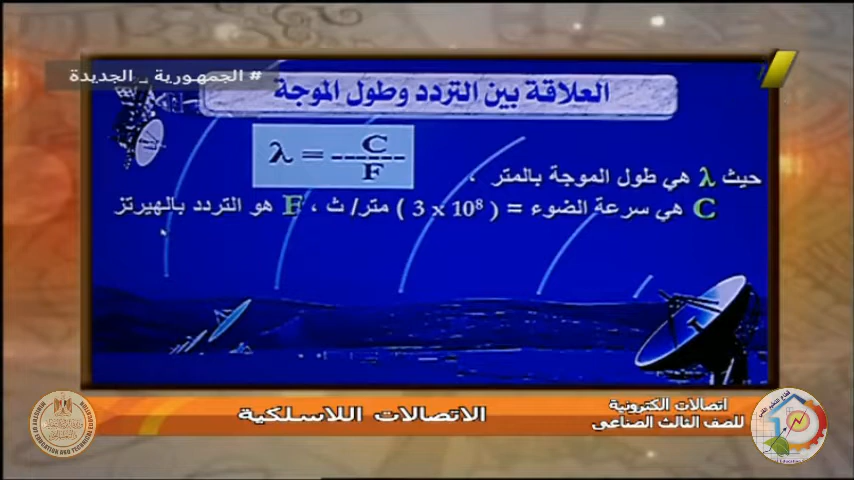 # الجمهورية _ الجديدة
العلاقة بين التردد وطول الموجة
λ = C / F
حيث λ هي طول الموجة بالمتر ،
C هي سرعة الضوء = ( 3 x 10⁸ ) متر/ ث ، F هو التردد بالهيرتز
اتصالات الكترونية
للصف الثالث الصناعى
الاتصالات اللاسلكية